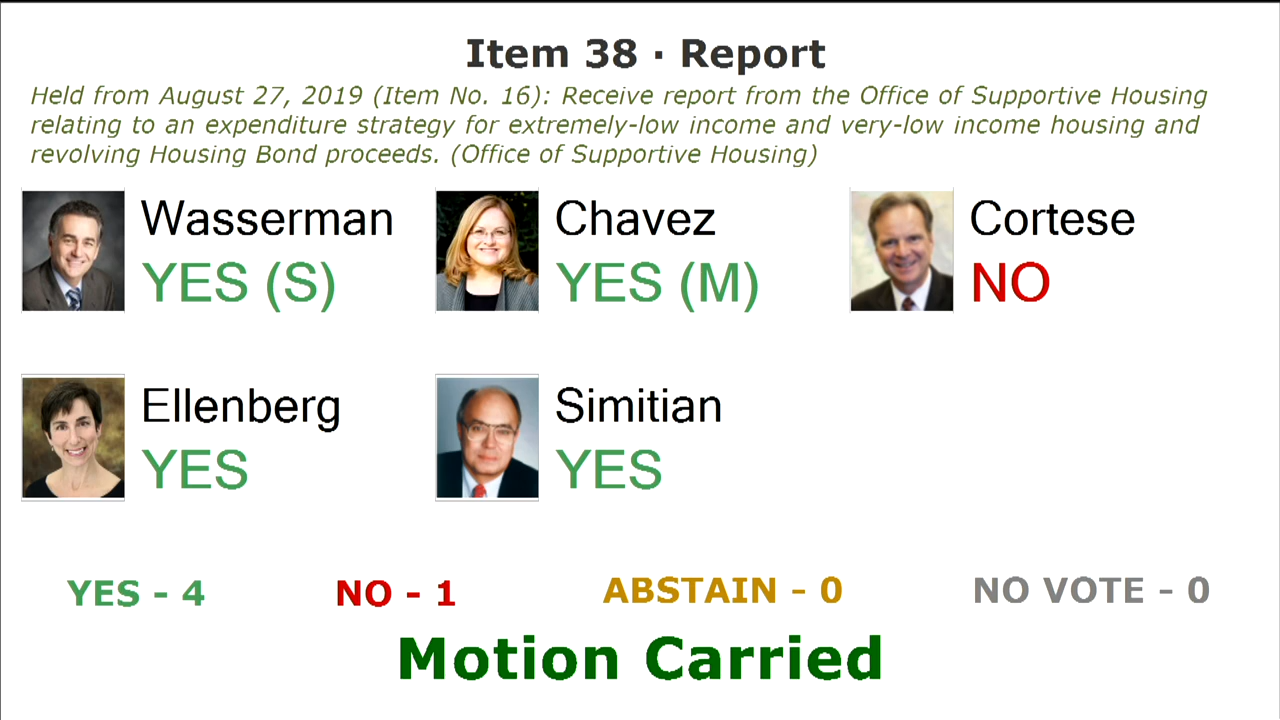 Item 38 · Report
Held from August 27, 2019 (Item No. 16): Receive report from the Office of Supportive Housing
relating to an expenditure strategy for extremely-low income and very-low income housing and
revolving Housing Bond proceeds. (Office of Supportive Housing)
Wasserman
YES (S)
Chavez
YES (M)
Cortese
NO
Ellenberg
YES
Simitian
YES
YES - 4
NO - 1
ABSTAIN - 0
NO VOTE - 0
Motion Carried